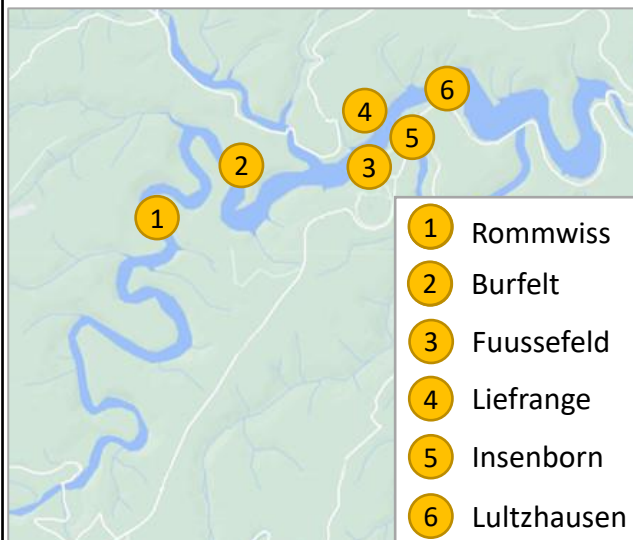 6
4
5
2
3
1
1 Rommwiss
2 Burfelt
3 Fuussefeld
4 Liefrange
5 Insenborn
6 Lultzhausen